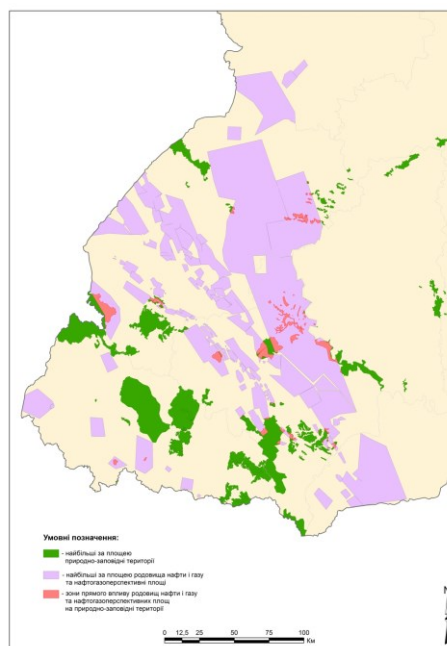 N
Умовні позначення:
- найбільші за площею
природно-заповідні території
- найбільші за площею родовища нафти і газу
та нафтогазоперспективні площі
- зони прямого впливу родовищ нафти і газу
та нафтогазоперспективних площ
на природно-заповідні території
0 12,5 25 50 75 100
Км